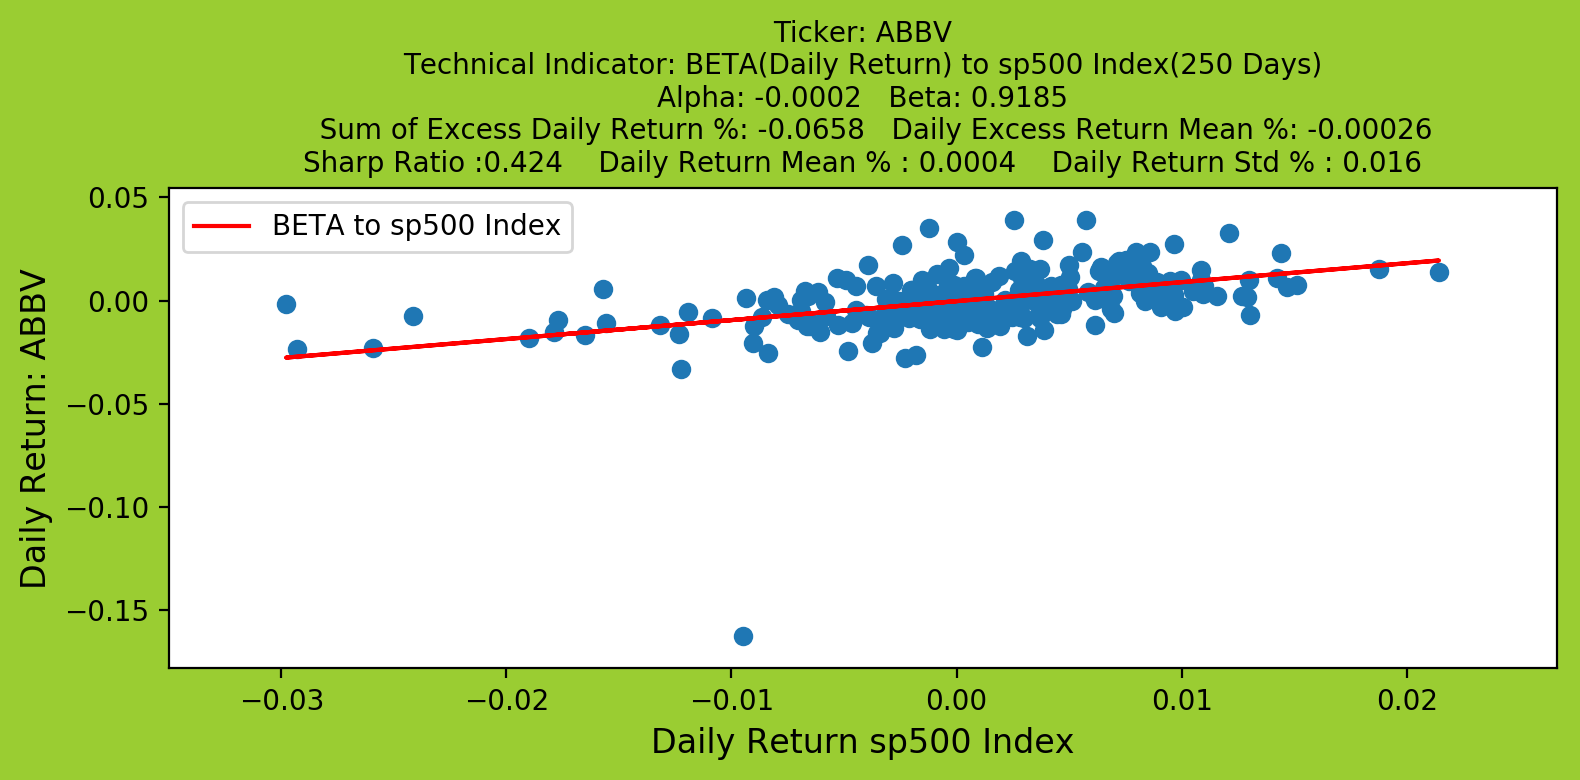 Ticker: ABBV
Technical Indicator: BETA(Daily Return) to sp500 Index(250 Days)
Alpha: -0.0002   Beta: 0.9185
Sum of Excess Daily Return %: -0.0658   Daily Excess Return Mean %: -0.00026
Sharp Ratio :0.424    Daily Return Mean % : 0.0004    Daily Return Std % : 0.016
BETA to sp500 Index
Daily Return: ABBV
0.05
0.00
−0.05
−0.10
−0.15
−0.03 −0.02 −0.01 0.00 0.01 0.02
Daily Return sp500 Index